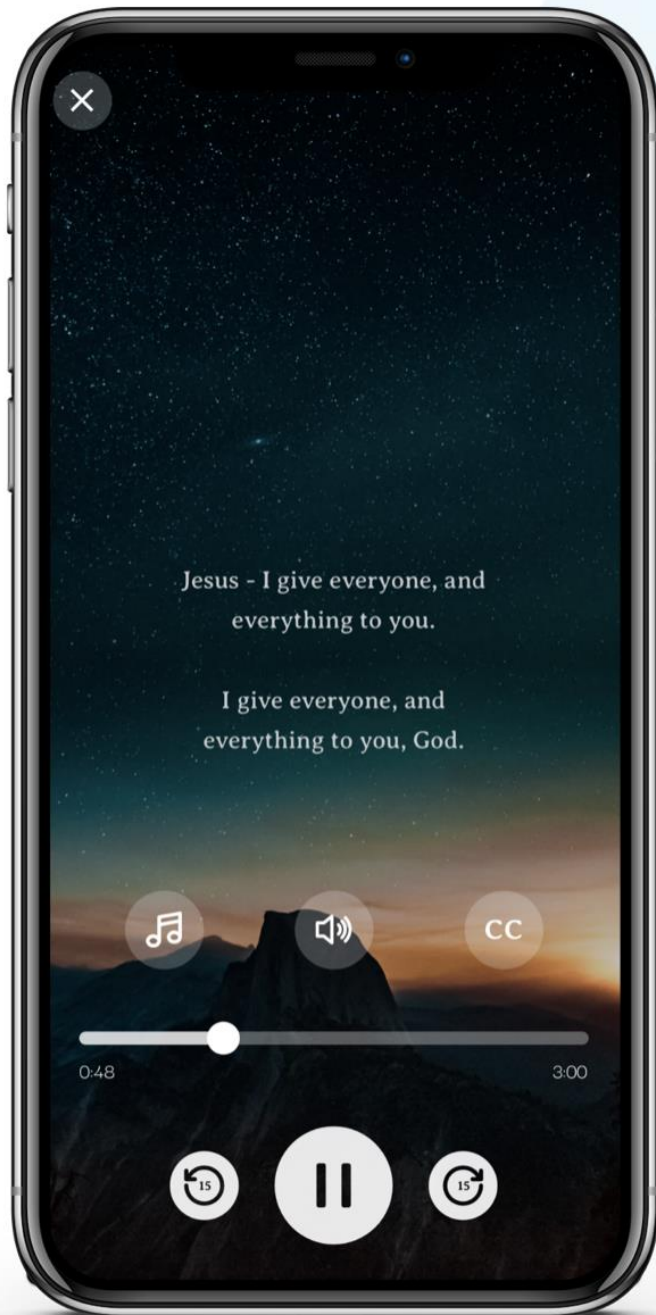 Jesus - I give everyone, and
everything to you.
I give everyone, and
everything to you, God.
CC
0:48
3:00
15
15